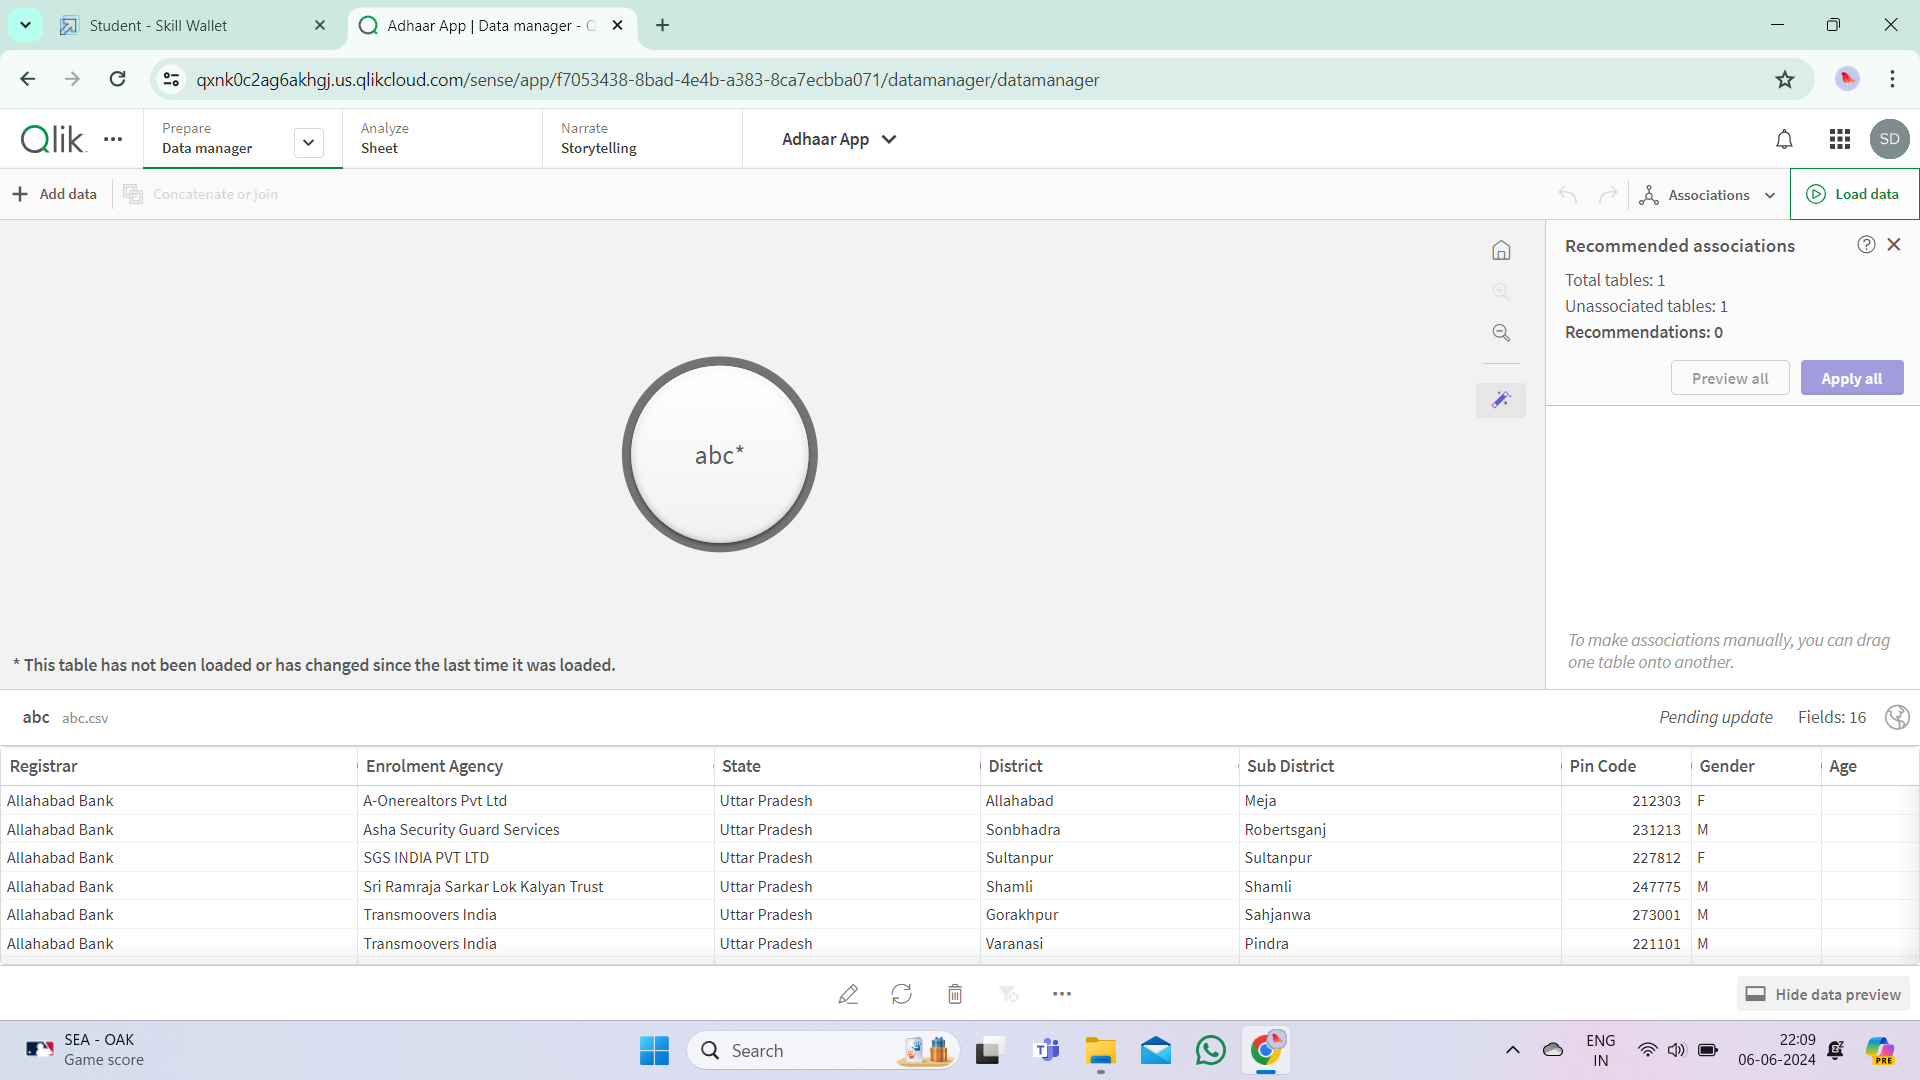 Student - Skill Wallet
Adhaar App | Data manager - Q
qxnk0c2ag6akhgj.us.qlikcloud.com/sense/app/f7053438-8bad-4e4b-a383-8ca7ecbba071/datamanager/datamanager
Qlik
Prepare
Data manager
Analyze
Sheet
Narrate
Storytelling
Adhaar App
SD
Add data
Concatenate or join
Associations
Load data
Recommended associations
Total tables: 1
Unassociated tables: 1
Recommendations: 0
Preview all
Apply all
abc*
To make associations manually, you can drag
one table onto another.
* This table has not been loaded or has changed since the last time it was loaded.
abc abc.csv
Pending update Fields: 16
Registrar Enrolment Agency State District Sub District Pin Code Gender Age
Allahabad Bank A-Onerealtors Pvt Ltd Uttar Pradesh Allahabad Meja 212303 F
Allahabad Bank Asha Security Guard Services Uttar Pradesh Sonbhadra Robertsganj 231213 M
Allahabad Bank SGS INDIA PVT LTD Uttar Pradesh Sultanpur Sultanpur 227812 F
Allahabad Bank Sri Ramraja Sarkar Lok Kalyan Trust Uttar Pradesh Shamli Shamli 247775 M
Allahabad Bank Transmoovers India Uttar Pradesh Gorakhpur Sahjanwa 273001 M
Allahabad Bank Transmoovers India Uttar Pradesh Varanasi Pindra 221101 M
Hide data preview
SEA - OAK
Game score
Search
ENG
IN
22:09
06-06-2024
PRE